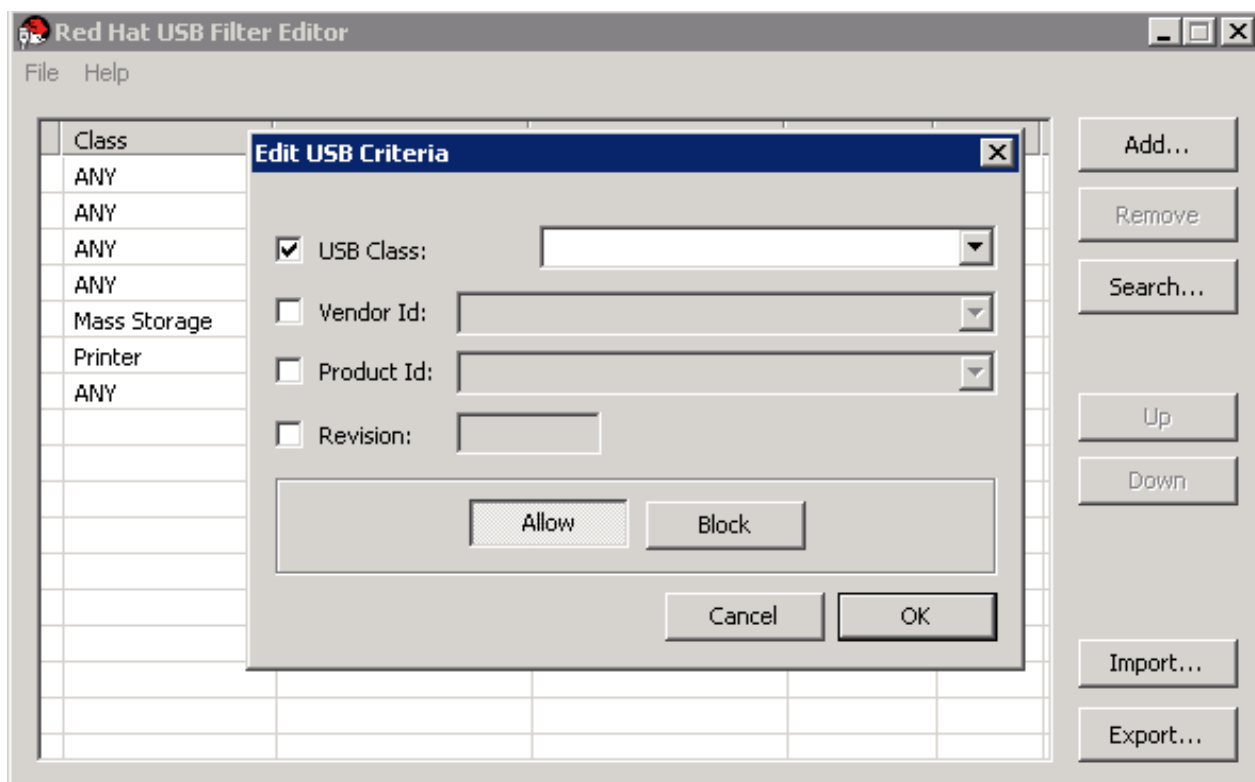 Red Hat USB Filter Editor
File Help
Class
ANY
ANY
ANY
ANY
Mass Storage
Printer
ANY
Edit USB Criteria
USB Class:
Vendor Id:
Product Id:
Revision:
Allow Block
Cancel OK
Add...
Remove
Search...
Up
Down
Import...
Export...